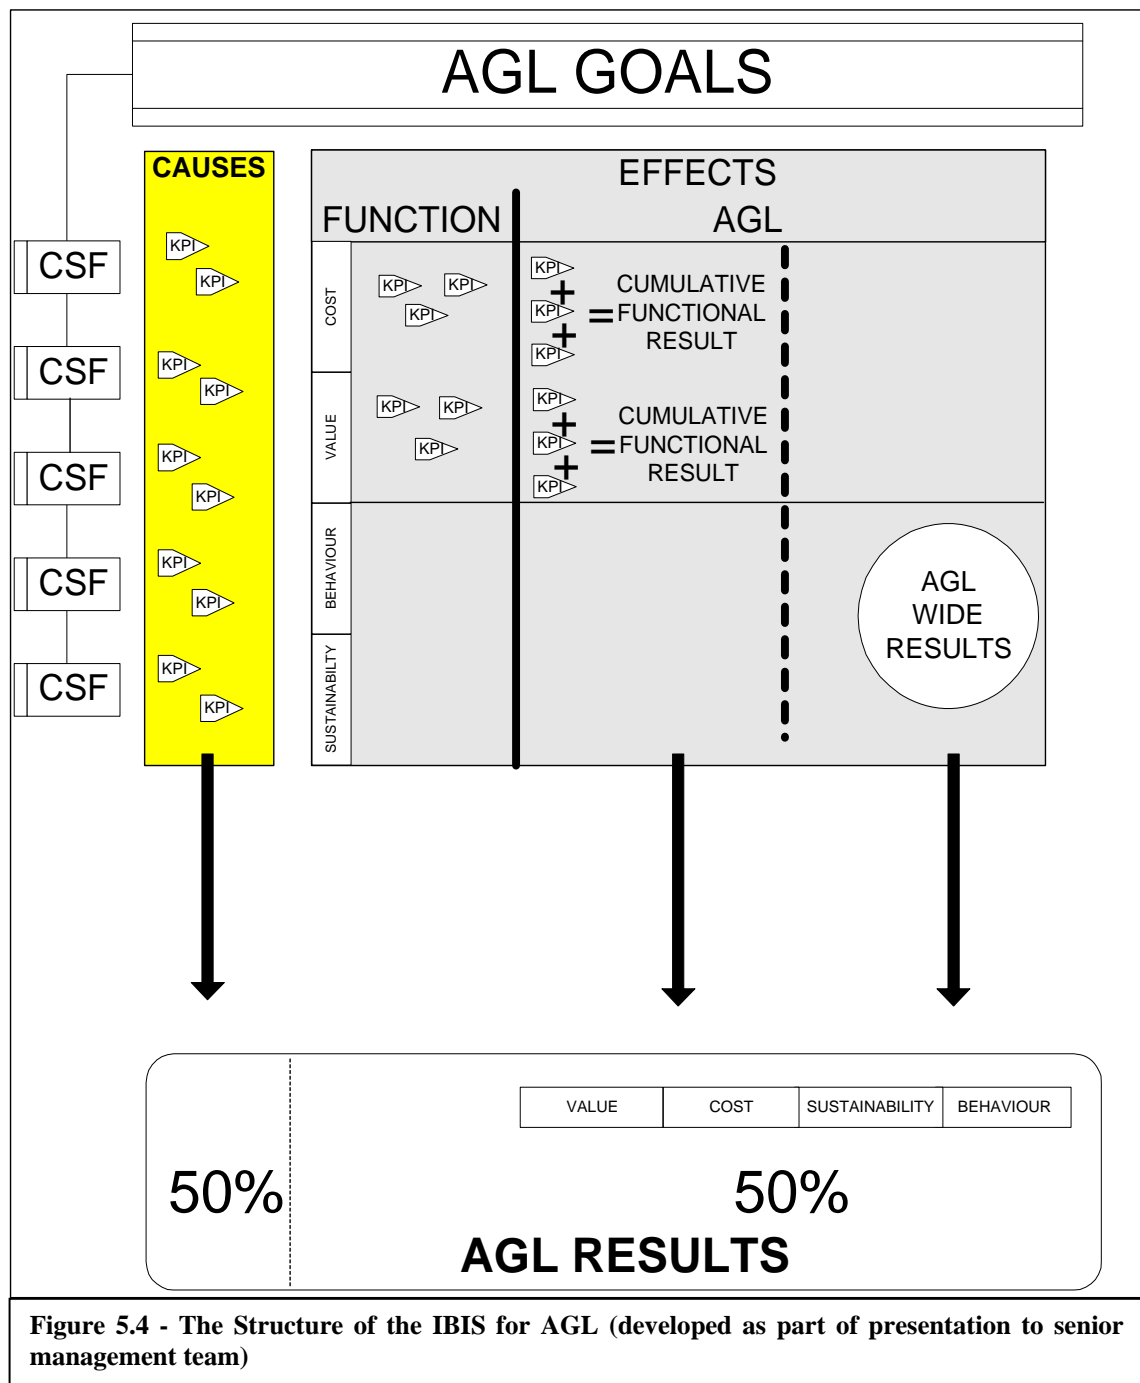 AGL GOALS
CAUSES
EFFECTS
FUNCTION
AGL
CSF
CSF
CSF
CSF
CSF
KPI
KPI
KPI
KPI
KPI
KPI
KPI
KPI
KPI
KPI
COST
KPI
KPI
KPI
KPI
+
KPI
+
KPI
=
CUMULATIVE
FUNCTIONAL
RESULT
VALUE
KPI
KPI
KPI
KPI
+
KPI
+
KPI
=
CUMULATIVE
FUNCTIONAL
RESULT
BEHAVIOUR
SUSTAINABILTY
AGL
WIDE
RESULTS
VALUE COST SUSTAINABILITY BEHAVIOUR
50% 50%
AGL RESULTS
Figure 5.4 - The Structure of the IBIS for AGL (developed as part of presentation to senior
management team)